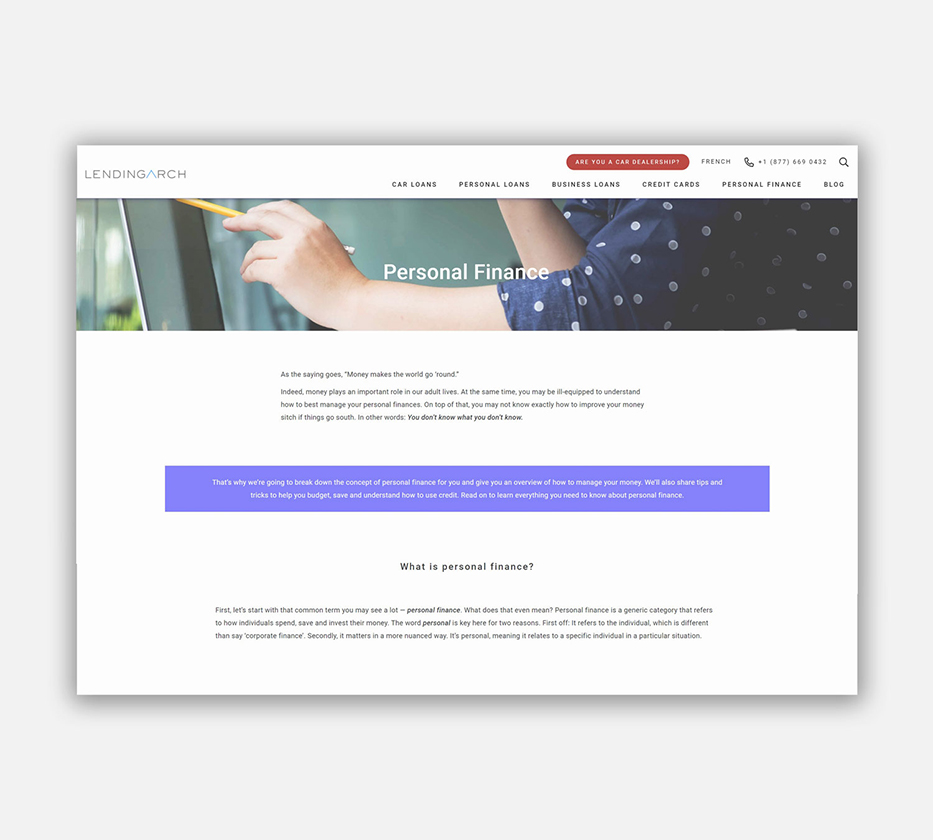 LENDINGARCH
ARE YOU A CAR DEALERSHIP?
FRENCH
+1 (877) 669 0432
CAR LOANS
PERSONAL LOANS
BUSINESS LOANS
CREDIT CARDS
PERSONAL FINANCE
BLOG
Personal Finance
As the saying goes, “Money makes the world go ’round.”
Indeed, money plays an important role in our adult lives. At the same time, you may be ill-equipped to understand
how to best manage your personal finances. On top of that, you may not know exactly how to improve your money
sitch if things go south. In other words: You don’t know what you don’t know.
That’s why we’re going to break down the concept of personal finance for you and give you an overview of how to manage your money. We’ll also share tips and
tricks to help you budget, save and understand how to use credit. Read on to learn everything you need to know about personal finance.
What is personal finance?
First, let’s start with that common term you may see a lot — personal finance. What does that even mean? Personal finance is a generic category that refers
to how individuals spend, save and invest their money. The word personal is key here for two reasons. First off: It refers to the individual, which is different
than say ‘corporate finance’. Secondly, it matters in a more nuanced way. It’s personal, meaning it relates to a specific individual in a particular situation.